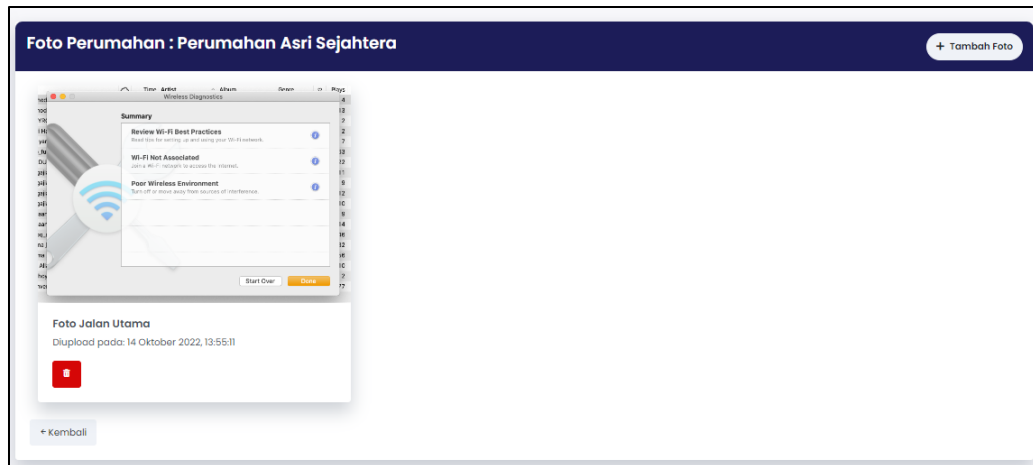 Foto Perumahan : Perumahan Asri Sejahtera
+ Tambah Foto
Time Artist Album Genre Plays
Wireless Diagnostics
Summary
Review Wi-Fi Best Practices
Read tips for setting up and using your Wi-Fi network.
Wi-Fi Not Associated
Join a Wi-Fi network to access the Internet.
Poor Wireless Environment
Turn off or move away from sources of interference.
Start Over
Done
Foto Jalan Utama
Diupload pada: 14 Oktober 2022, 13:55:11
Kembali